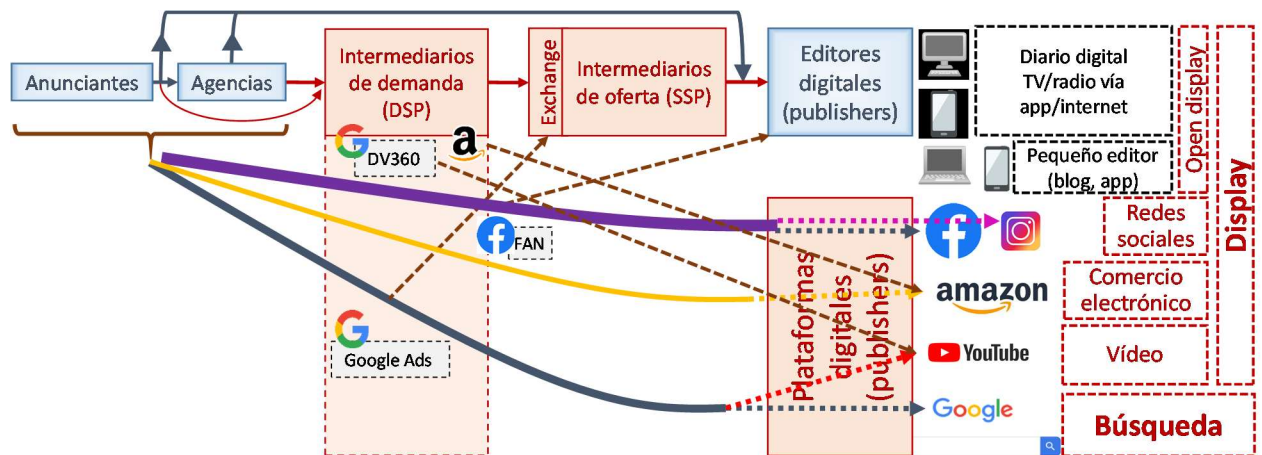 Anunciantes
Agencias
Intermediarios
de demanda
(DSP)
Exchange
Intermediarios
de oferta (SSP)
Editores
digitales
(publishers)
Diario digital
TV/radio vía
app/internet
Pequeño editor
(blog, app)
Open display
Display
G
DV360
a
f
FAN
G
Google Ads
Plataformas
digitales
(publishers)
f
Redes
sociales
amazon
Comercio
electrónico
YouTube
Vídeo
Google
Búsqueda